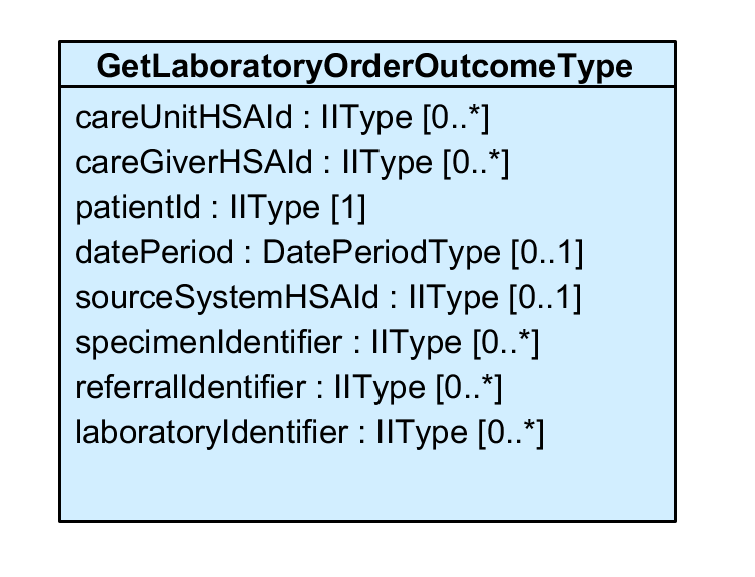 GetLaboratoryOrderOutcomeType
careUnitHSAId : IIType [0..*]
careGiverHSAId : IIType [0..*]
patientId : IIType [1]
datePeriod : DatePeriodType [0..1]
sourceSystemHSAId : IIType [0..1]
specimenIdentifier : IIType [0..*]
referralIdentifier : IIType [0..*]
laboratoryIdentifier : IIType [0..*]